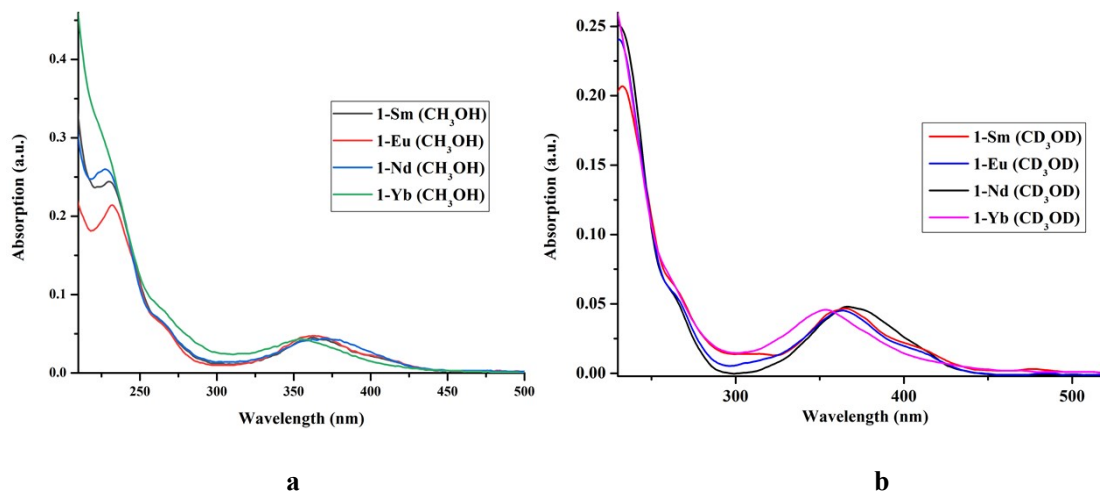 0.4
0.3
0.2
0.1
0.0
Absorption (a.u.)
250
300
350
400
450
500
Wavelength (nm)
1-Sm (CH₃OH)
1-Eu (CH₃OH)
1-Nd (CH₃OH)
1-Yb (CH₃OH)
a
0.25
0.20
0.15
0.10
0.05
0.00
Absorption (a.u.)
300
400
500
Wavelength (nm)
1-Sm (CD₃OD)
1-Eu (CD₃OD)
1-Nd (CD₃OD)
1-Yb (CD₃OD)
b